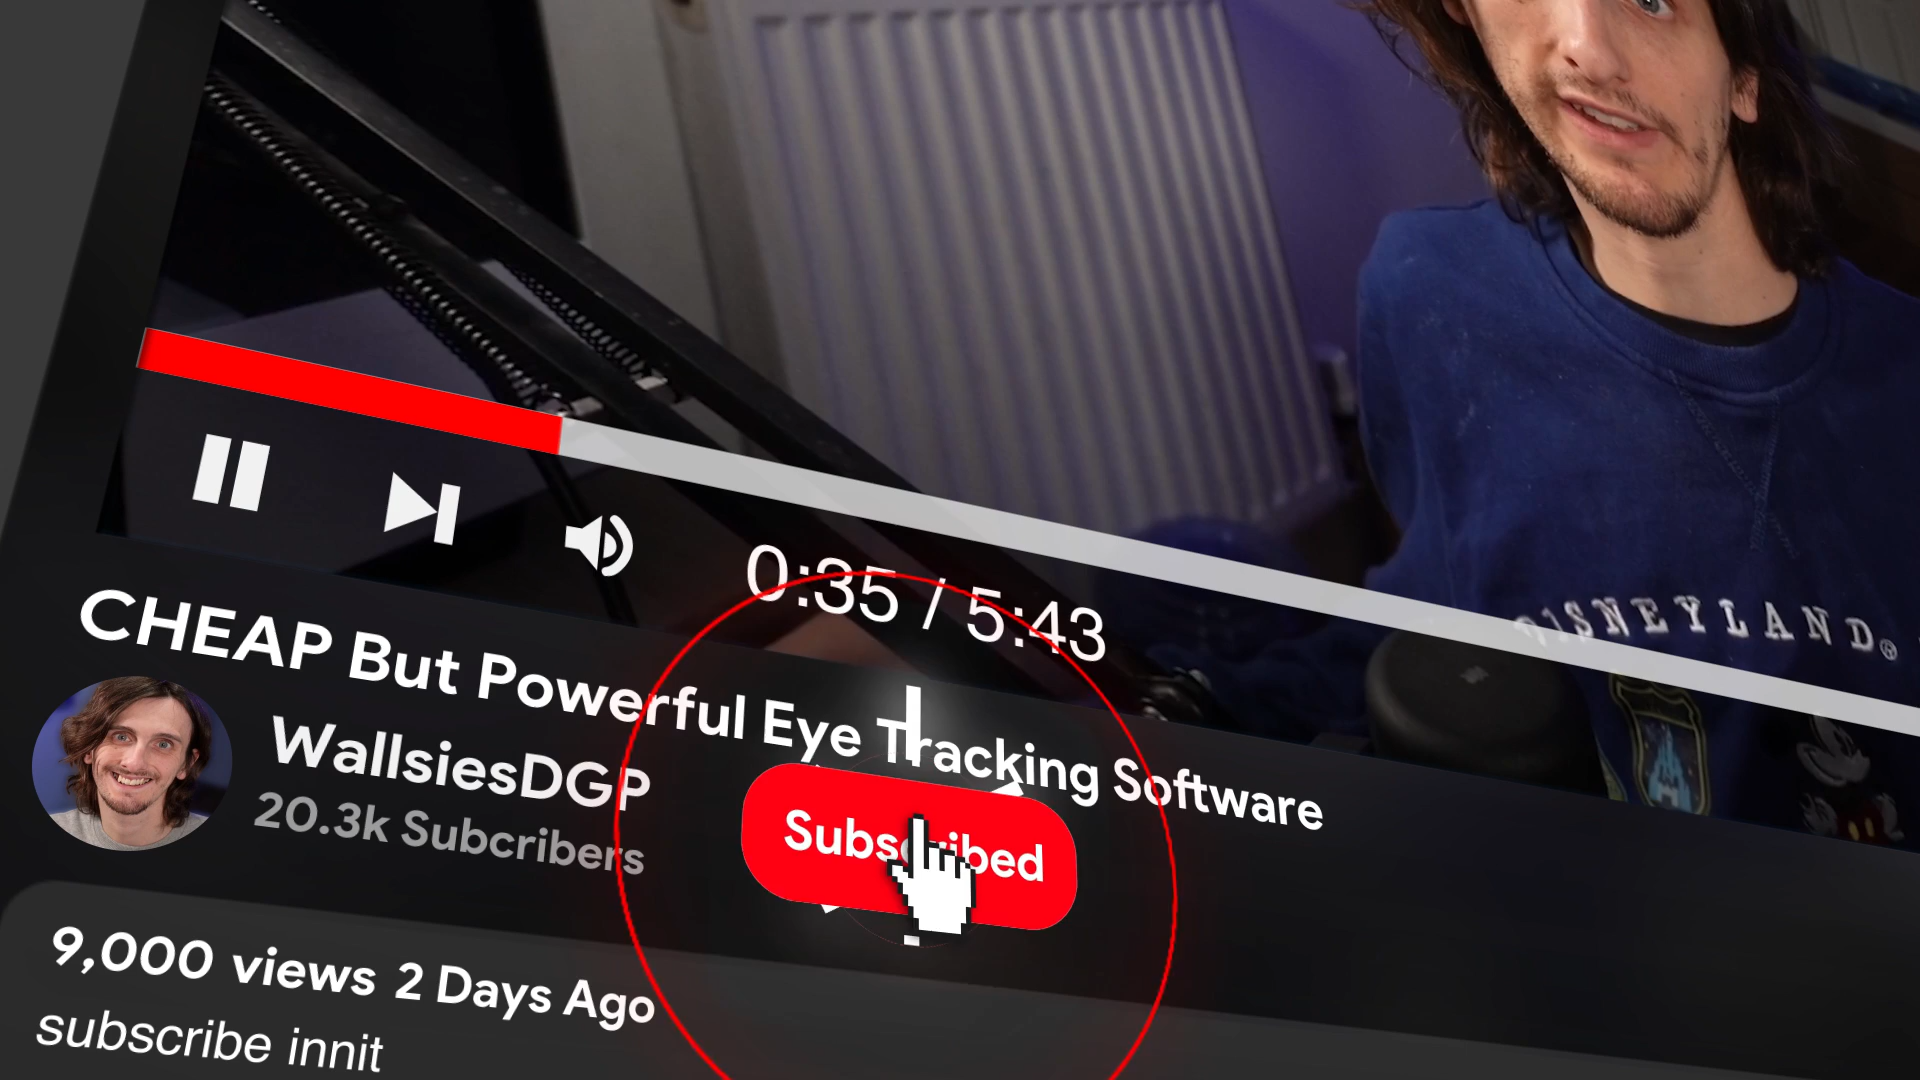 DISNEYLAND®
0:35 / 5:43
CHEAP But Powerful Eye Tracking Software
WallsiesDGP
20.3k Subcribers
Subscribed
9,000 views 2 Days Ago
subscribe innit